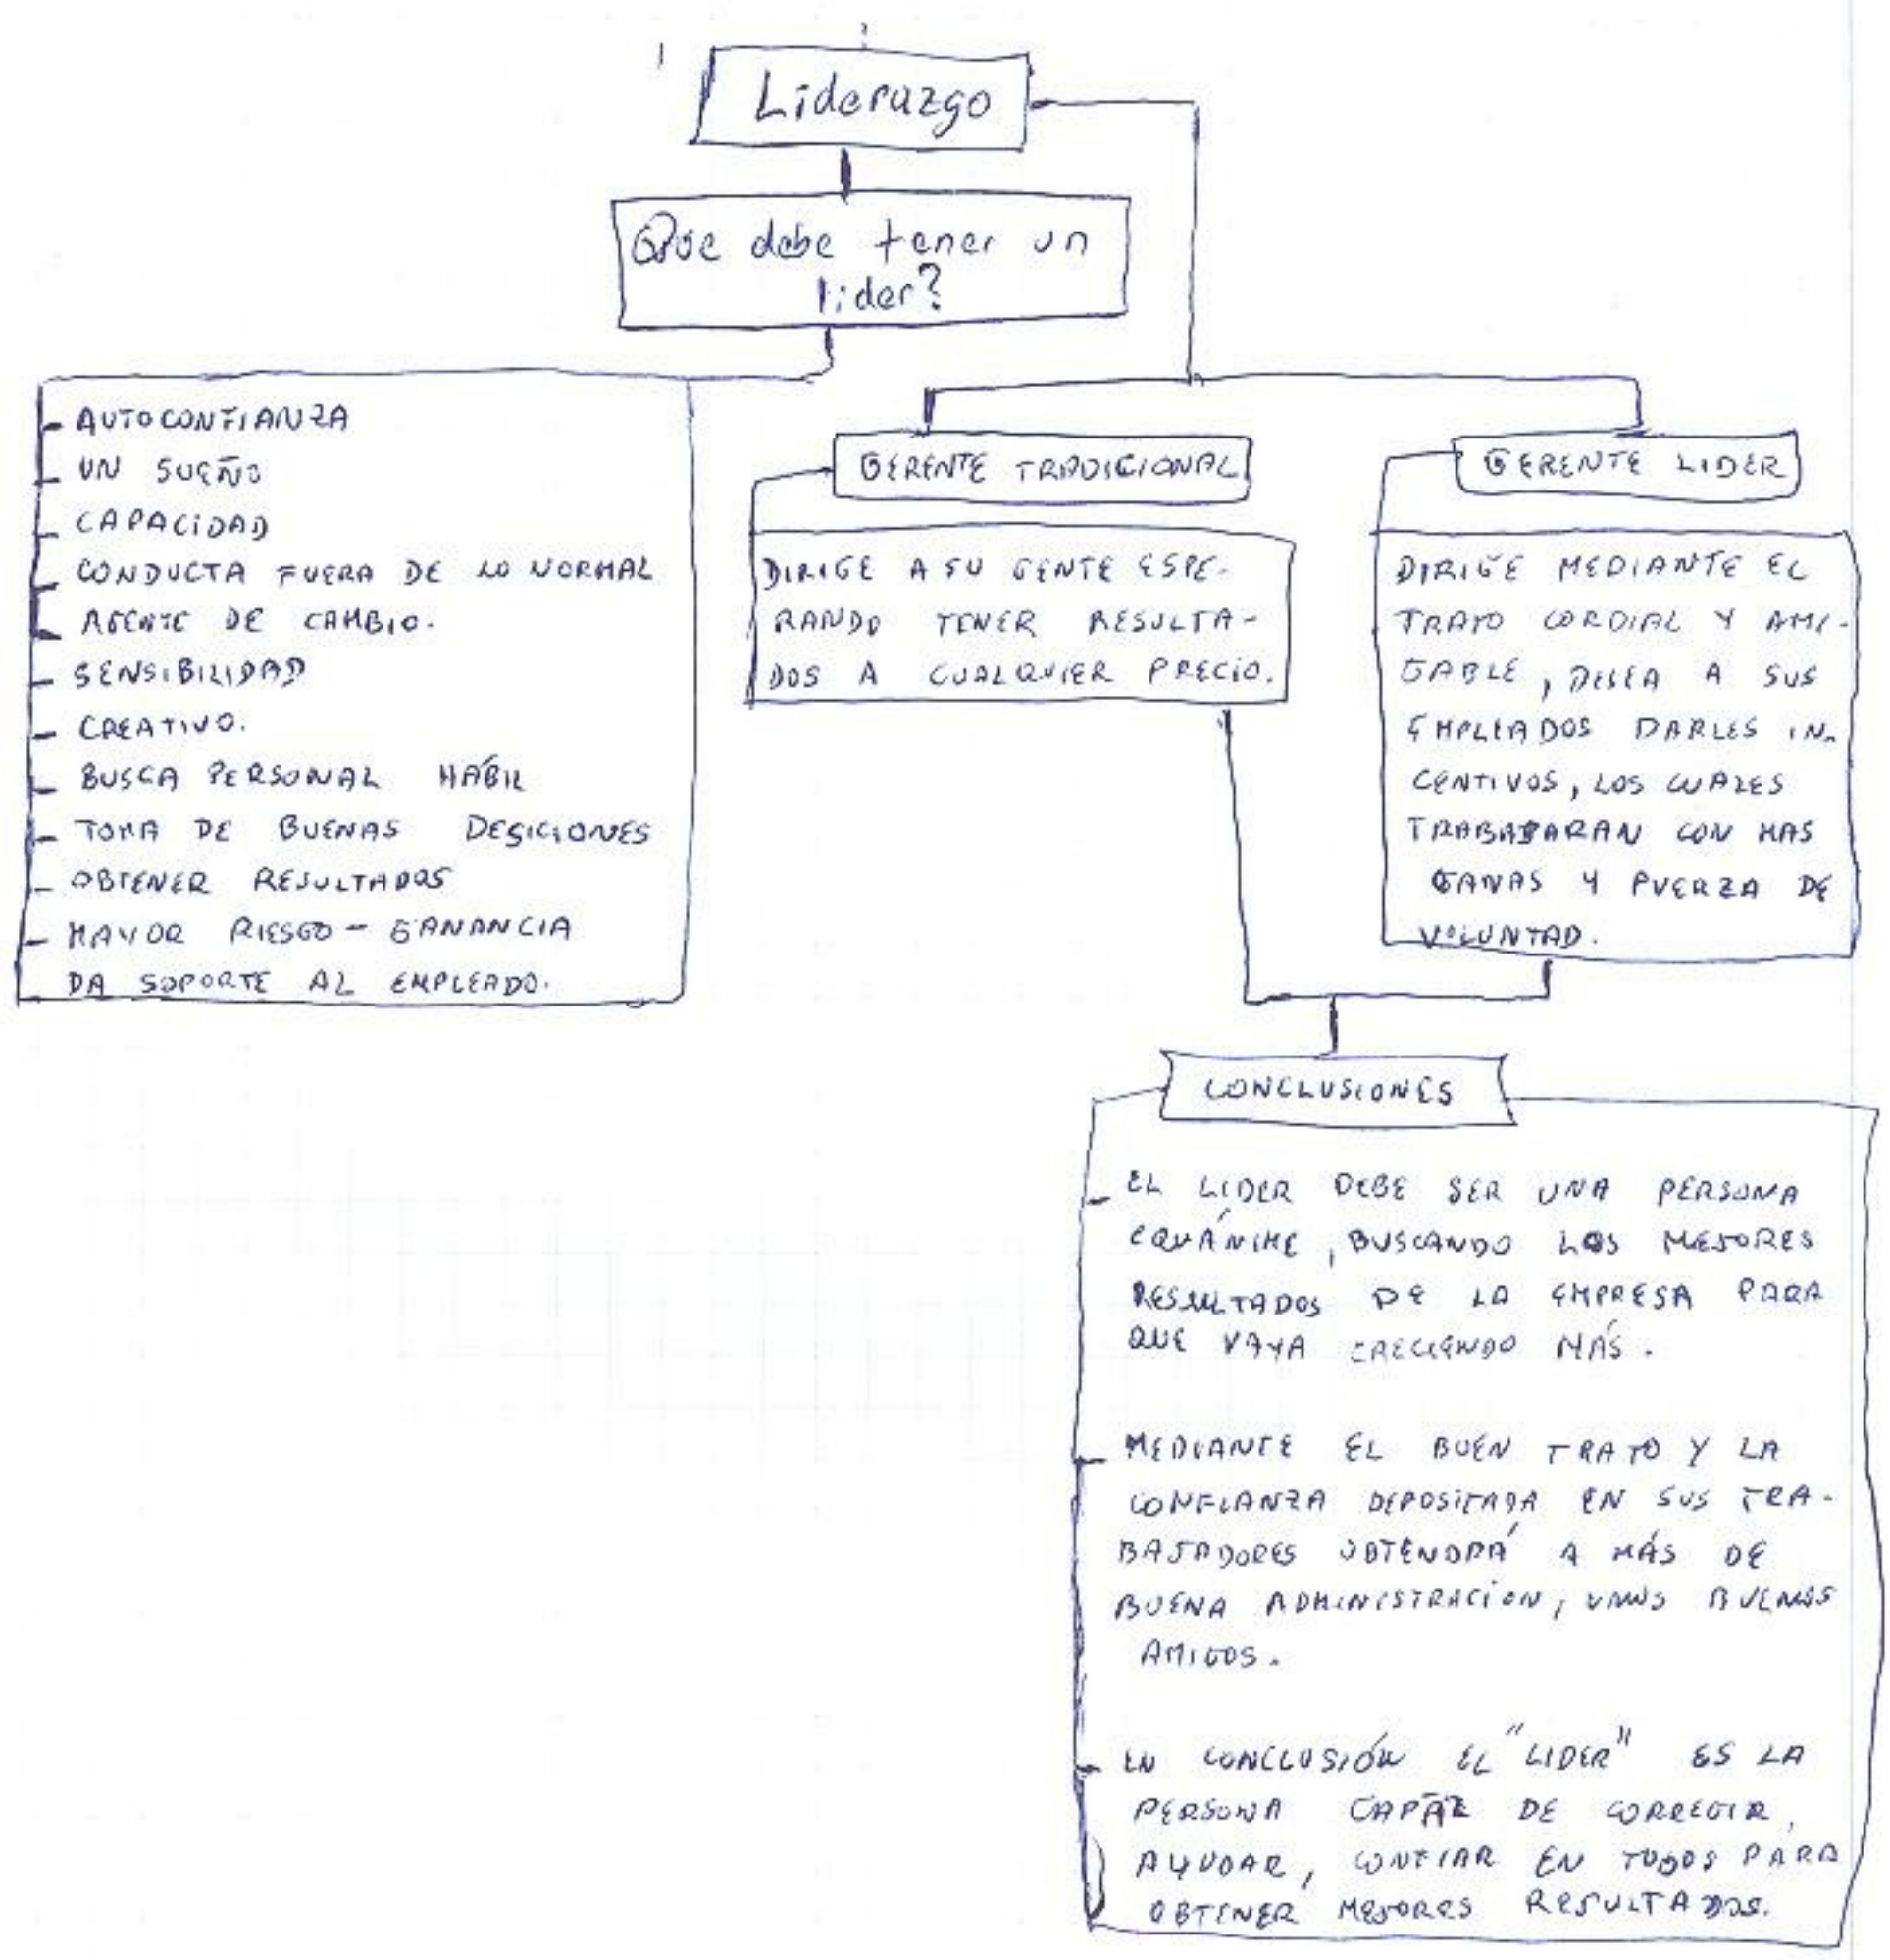 Liderazgo
Que debe tener un
lider?
- AUTOCONFIANZA
- UN SUEÑO
- CAPACIDAD
- CONDUCTA FUERA DE LO NORMAL
- AGENTE DE CAMBIO.
- SENSIBILIDAD
- CREATIVO.
- BUSCA PERSONAL HÁBIL
- TOMA DE BUENAS DESICIONES
- OBTENER RESULTADOS
- MAYOR RIESGO - GANANCIA
DA SOPORTE AL EMPLEADO.
GERENTE TRADICIONAL
DIRIGE A SU GENTE ESPE-
RANDO TENER RESULTA-
DOS A CUALQUIER PRECIO.
GERENTE LIDER
DIRIGE MEDIANTE EL
TRATO CORDIAL Y AMI-
GABLE, DESEA A SUS
EMPLEADOS DARLES IN-
CENTIVOS, LOS CUALES
TRABAJARAN CON MAS
GANAS Y FUERZA DE
VOLUNTAD.
CONCLUSIONES
- EL LIDER DEBE SER UNA PERSONA
ECUÁNIME, BUSCANDO LOS MEJORES
RESULTADOS DE LA EMPRESA PARA
QUE VAYA CRECIENDO MÁS.
- MEDIANTE EL BUEN TRATO Y LA
CONFIANZA DEPOSITADA EN SUS TRA-
BAJADORES OBTENDRÁ A MÁS DE
BUENA ADMINISTRACIÓN, UNOS BUENOS
AMIGOS.
- EN CONCLUSIÓN EL "LIDER" ES LA
PERSONA CAPÁZ DE CORREGIR,
AYUDAR, CONFIAR EN TODOS PARA
OBTENER MEJORES RESULTADOS.